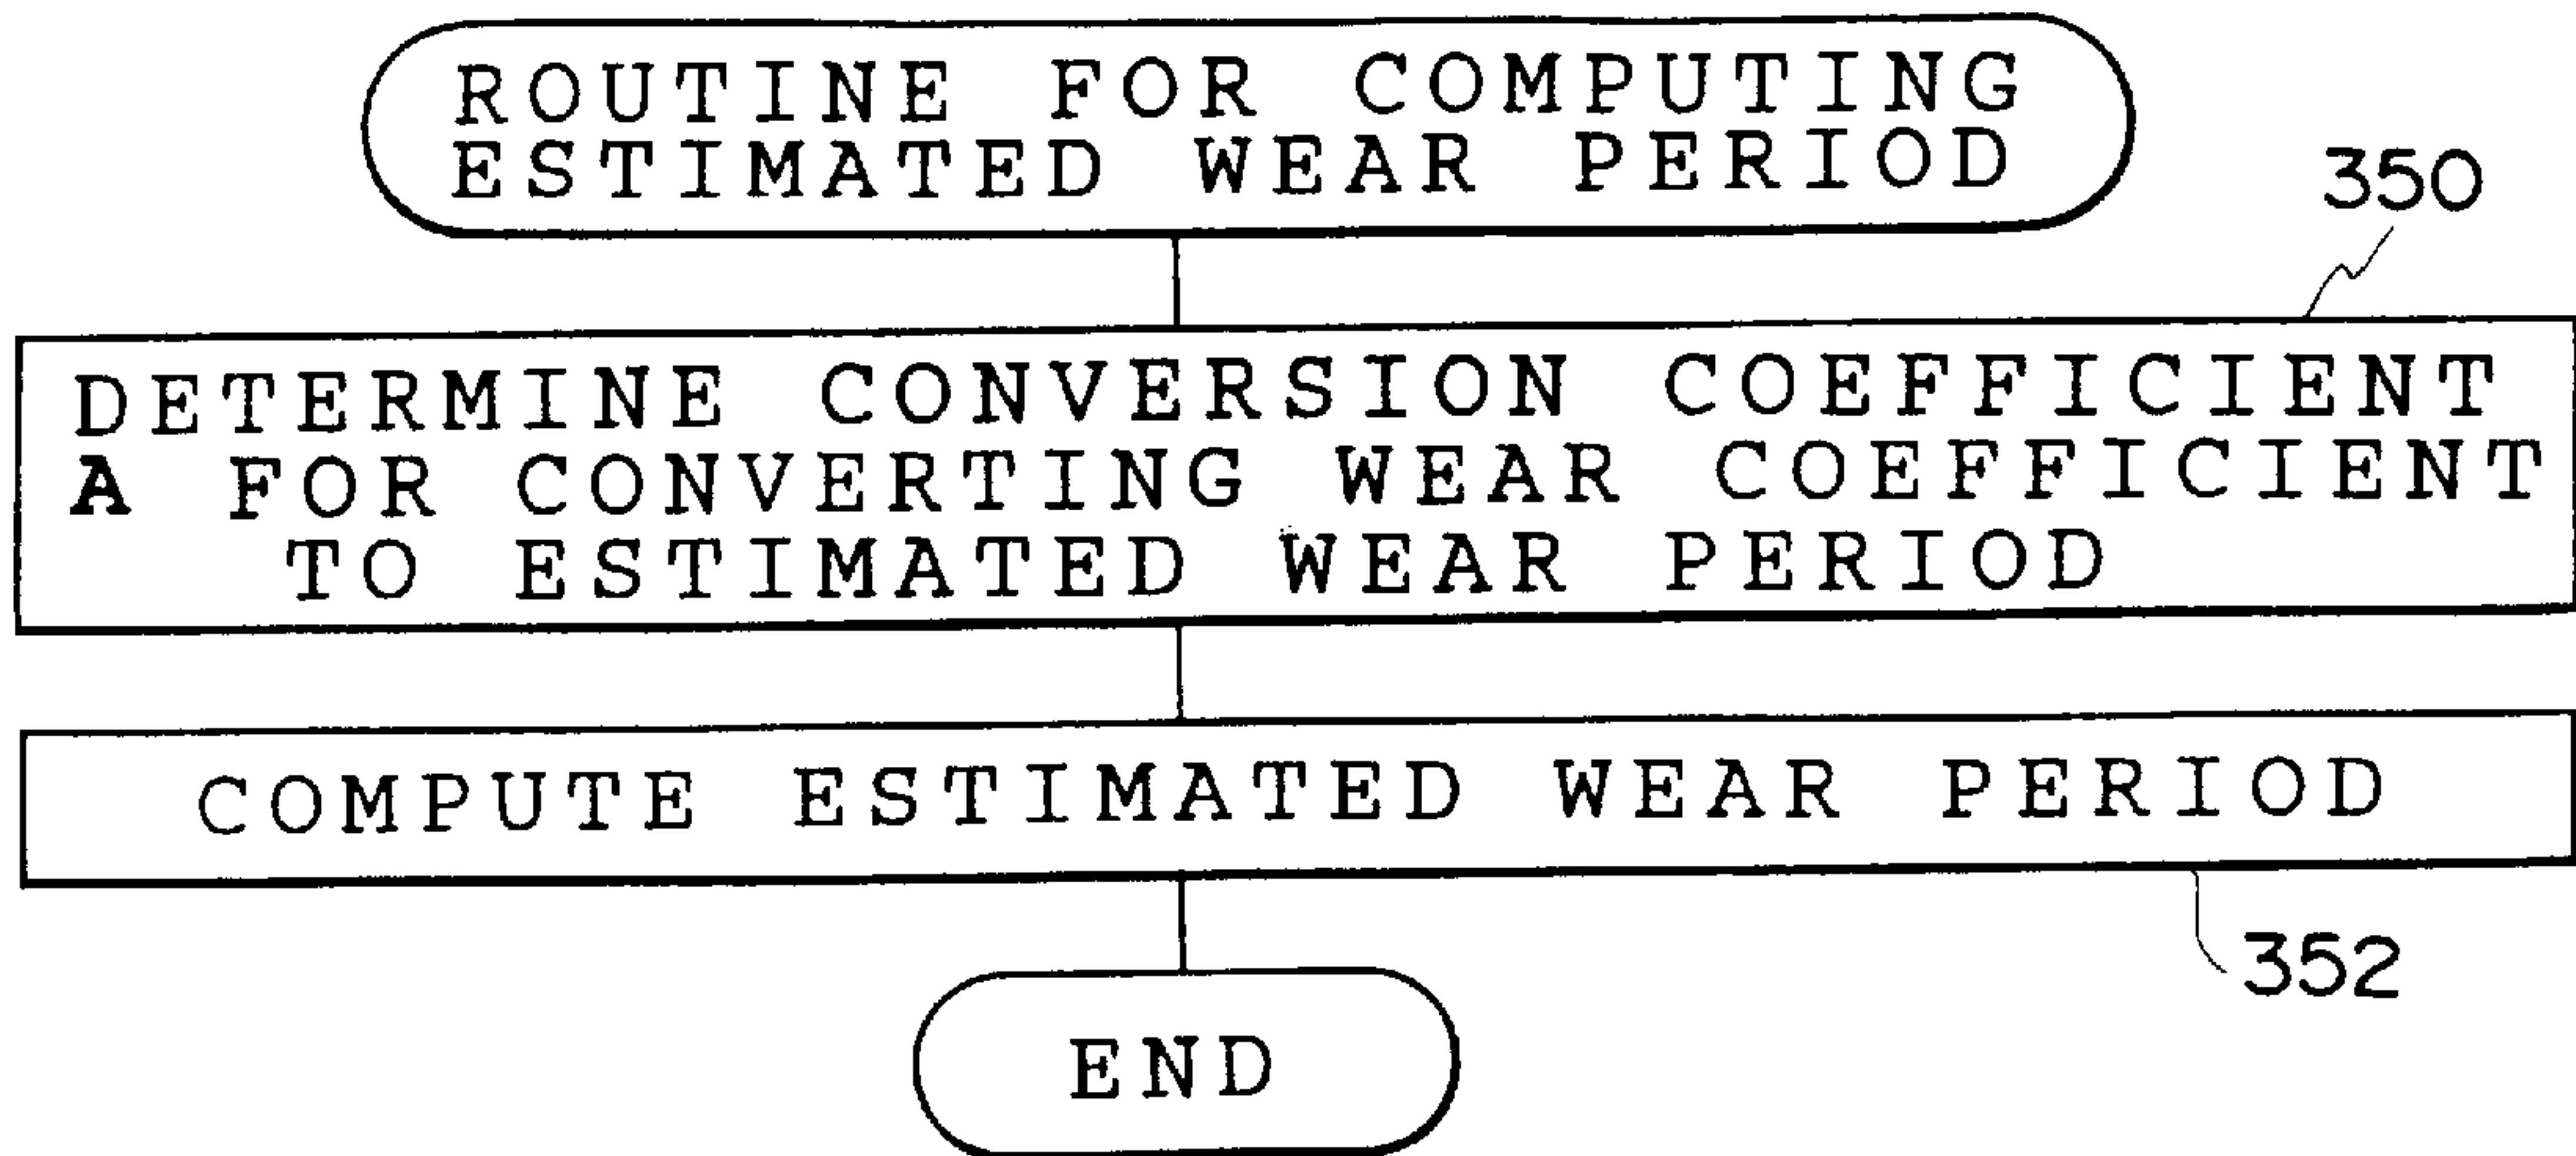 ROUTINE FOR COMPUTING
ESTIMATED WEAR PERIOD
350
DETERMINE CONVERSION COEFFICIENT
A FOR CONVERTING WEAR COEFFICIENT
TO ESTIMATED WEAR PERIOD
COMPUTE ESTIMATED WEAR PERIOD
352
END